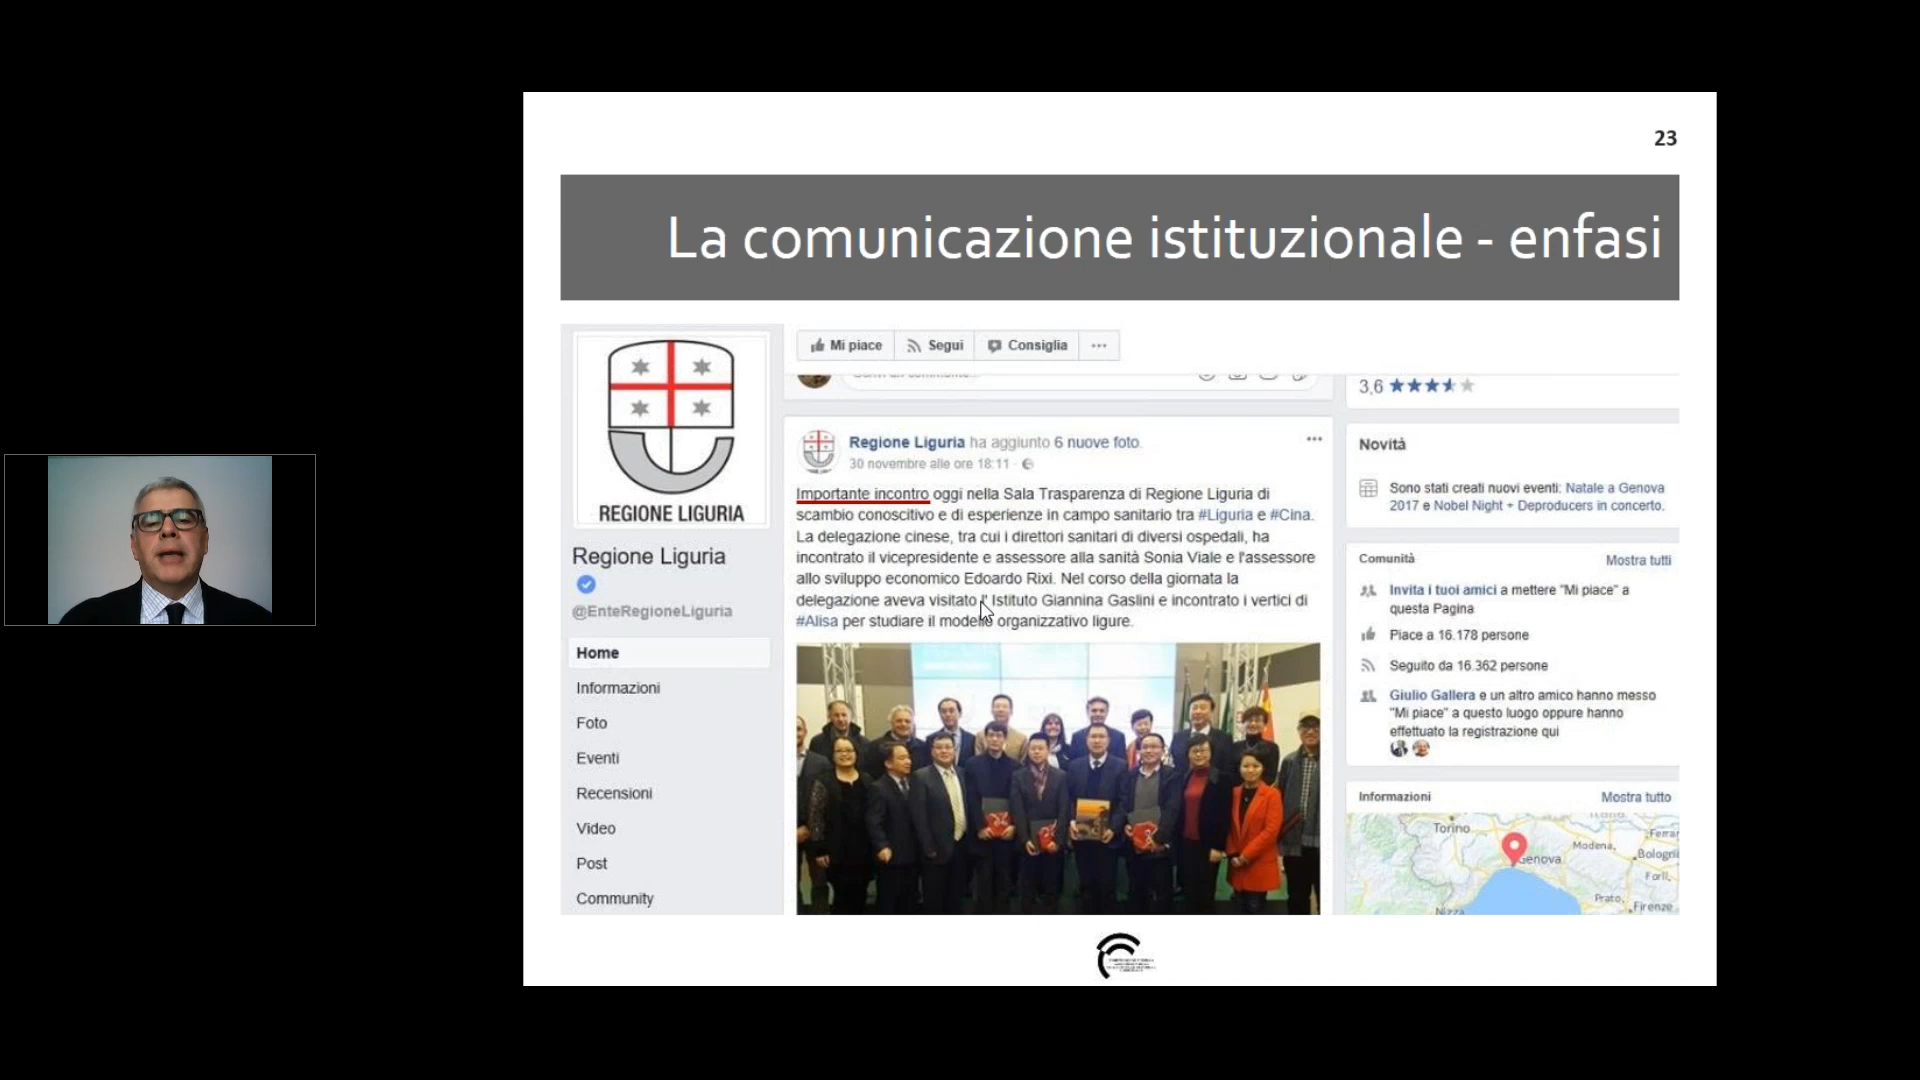 23
La comunicazione istituzionale - enfasi
REGIONE LIGURIA
Regione Liguria
@EnteRegioneLiguria
Home
Informazioni
Foto
Eventi
Recensioni
Video
Post
Community
Mi piace
Segui
Consiglia
Regione Liguria ha aggiunto 6 nuove foto.
30 novembre alle ore 18:11
Importante incontro oggi nella Sala Trasparenza di Regione Liguria di
scambio conoscitivo e di esperienze in campo sanitario tra #Liguria e #Cina.
La delegazione cinese, tra cui i direttori sanitari di diversi ospedali, ha
incontrato il vicepresidente e assessore alla sanità Sonia Viale e l'assessore
allo sviluppo economico Edoardo Rixi. Nel corso della giornata la
delegazione aveva visitato l' Istituto Giannina Gaslini e incontrato i vertici di
#Alisa per studiare il modello organizzativo ligure.
3,6
Novità
Sono stati creati nuovi eventi: Natale a Genova
2017 e Nobel Night + Deproducers in concerto.
Comunità
Mostra tutti
Invita i tuoi amici a mettere "Mi piace" a
questa Pagina
Piace a 16.178 persone
Seguito da 16.362 persone
Giulio Gallera e un altro amico hanno messo
"Mi piace" a questo luogo oppure hanno
effettuato la registrazione qui
Informazioni
Mostra tutto
Torino
Genova
Modena
Prato
Firenze
Nizza